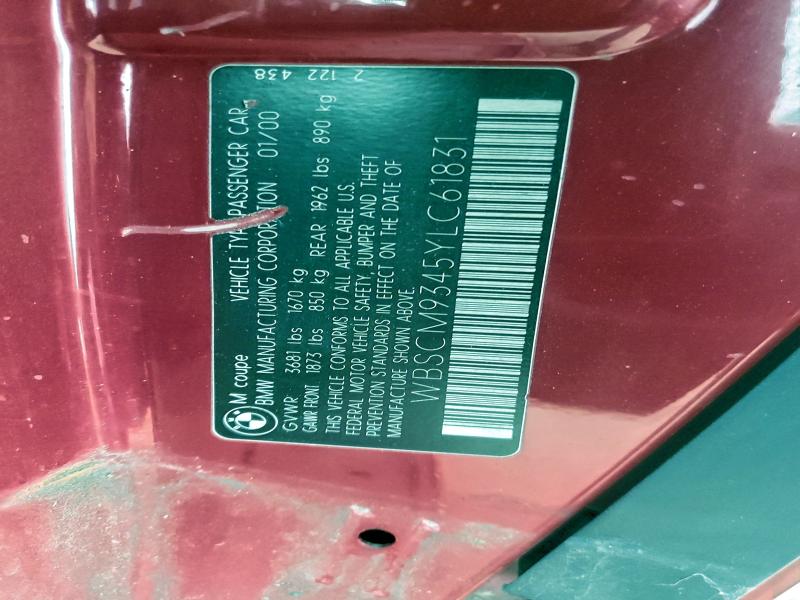 M coupe VEHICLE TYPE PASSENGER CAR
BMW MANUFACTURING CORPORATION 01/00
GVWR 3681 lbs 1670 kg
GAWR FRONT 1873 lbs 850 kg REAR 1962 lbs 890 kg
THIS VEHICLE CONFORMS TO ALL APPLICABLE U.S.
FEDERAL MOTOR VEHICLE SAFETY, BUMPER AND THEFT
PREVENTION STANDARDS IN EFFECT ON THE DATE OF
MANUFACTURE SHOWN ABOVE.
WBSCM9345YLC61831
2 122 438